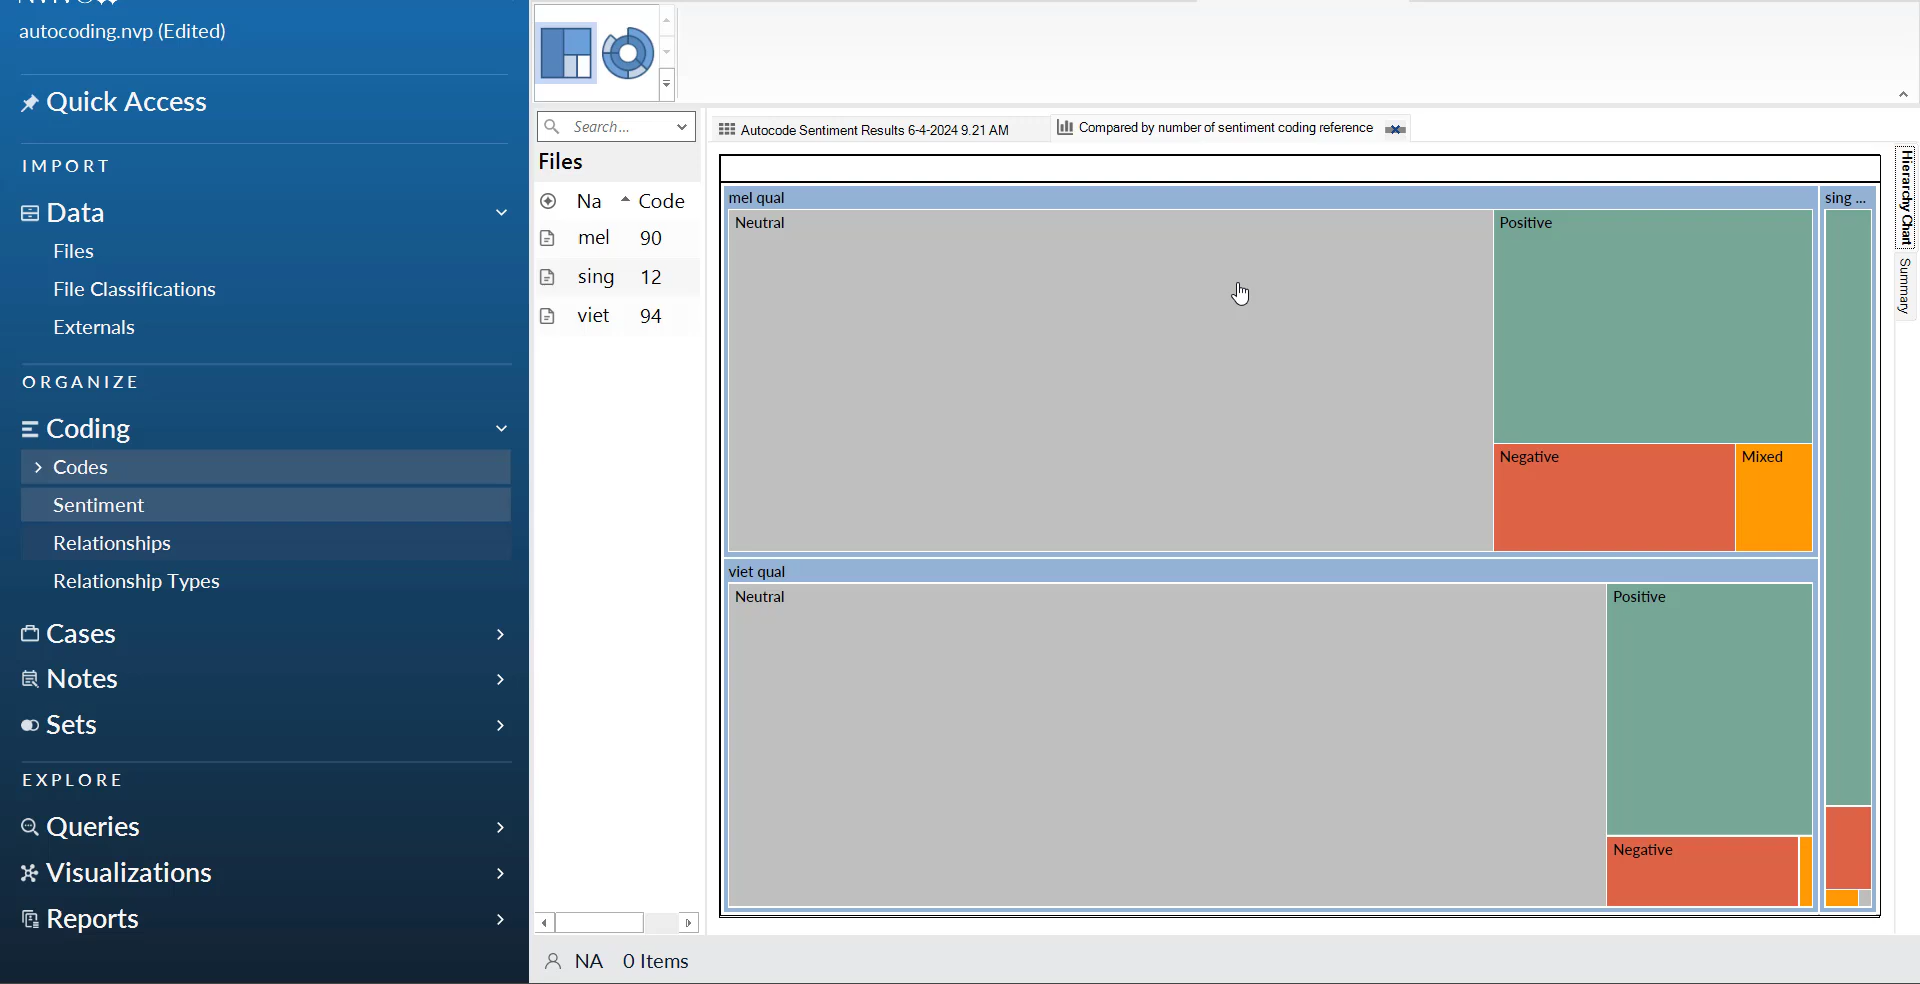 autocoding.nvp (Edited)
Quick Access
IMPORT
Data
Files
File Classifications
Externals
ORGANIZE
Coding
Codes
Sentiment
Relationships
Relationship Types
Cases
Notes
Sets
EXPLORE
Queries
Visualizations
Reports
Search...
Files
Na Code
mel 90
sing 12
viet 94
NA 0 Items
Autocode Sentiment Results 6-4-2024 9.21 AM
Compared by number of sentiment coding reference
mel qual
sing ...
Neutral
Positive
Negative
Mixed
viet qual
Neutral
Positive
Negative
Hierarchy Chart
Summary